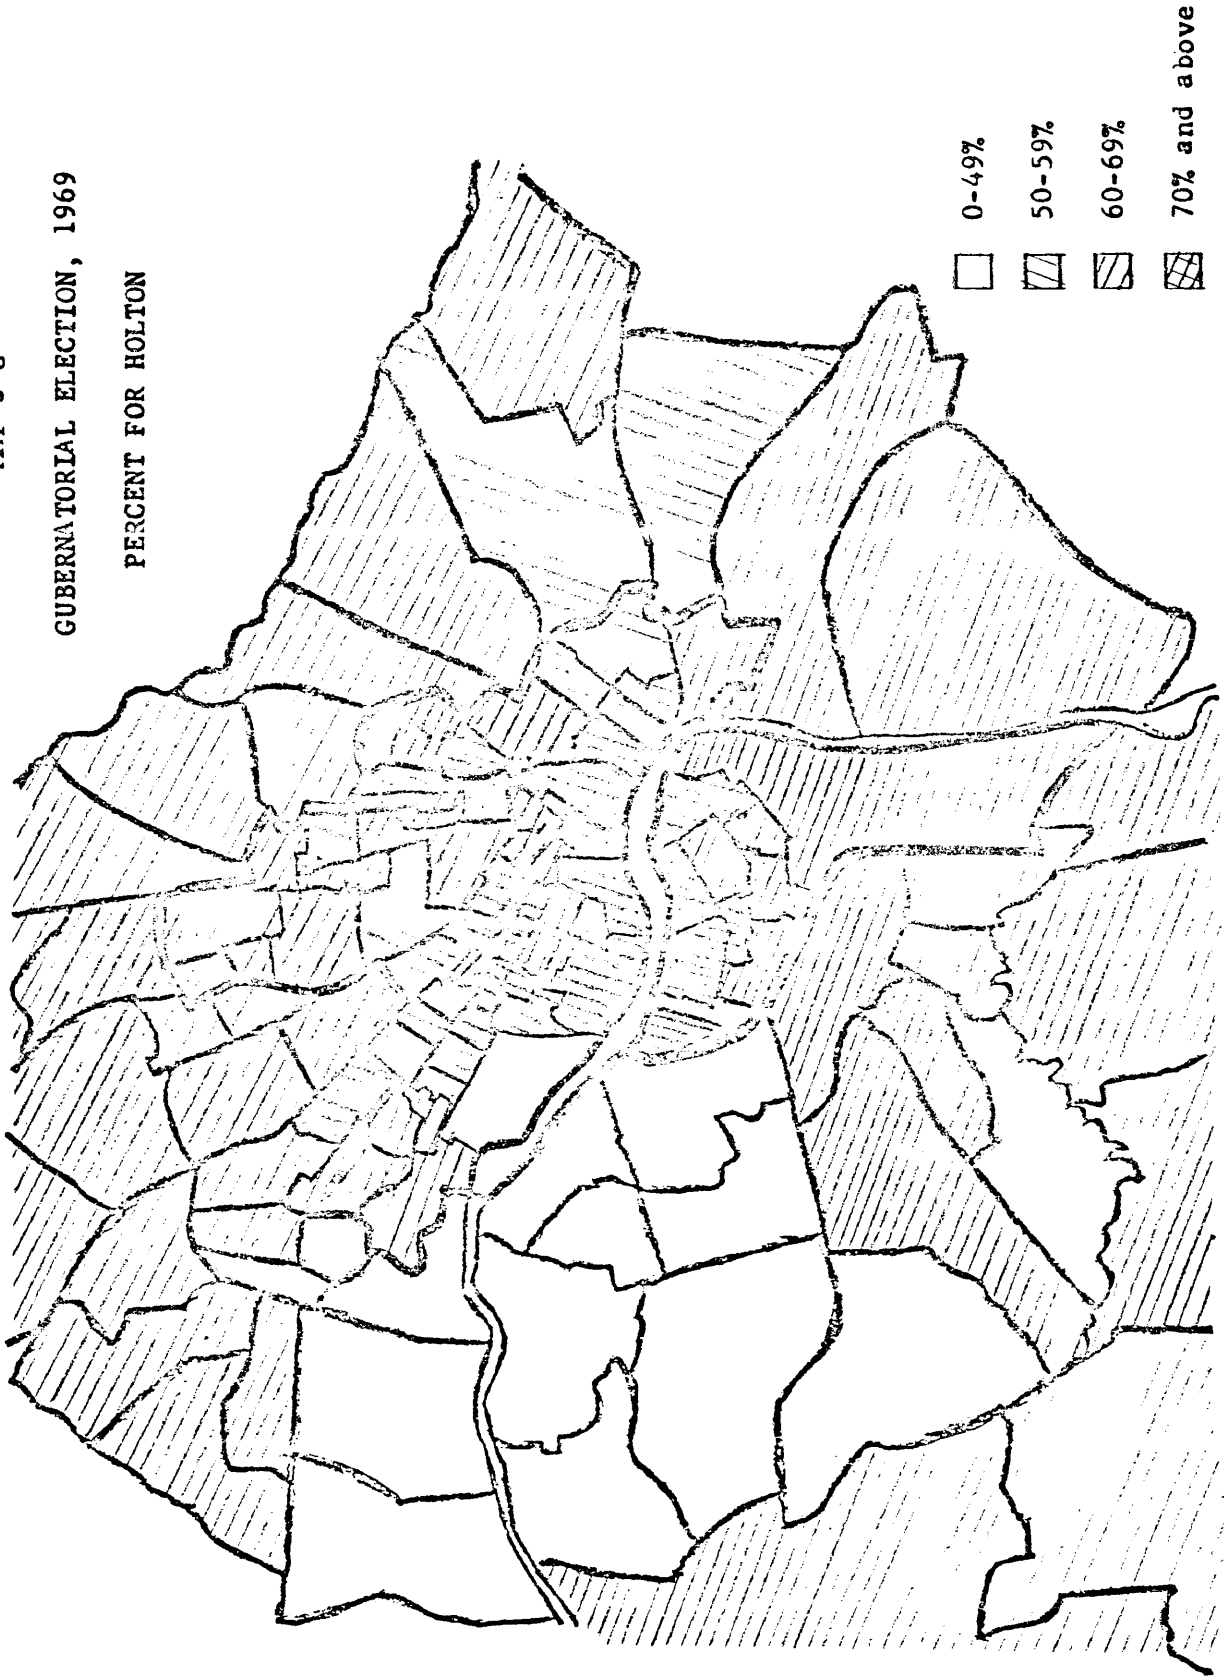 GUBERNATORIAL ELECTION, 1969
PERCENT FOR HOLTON
0-49%
50-59%
60-69%
70% and above